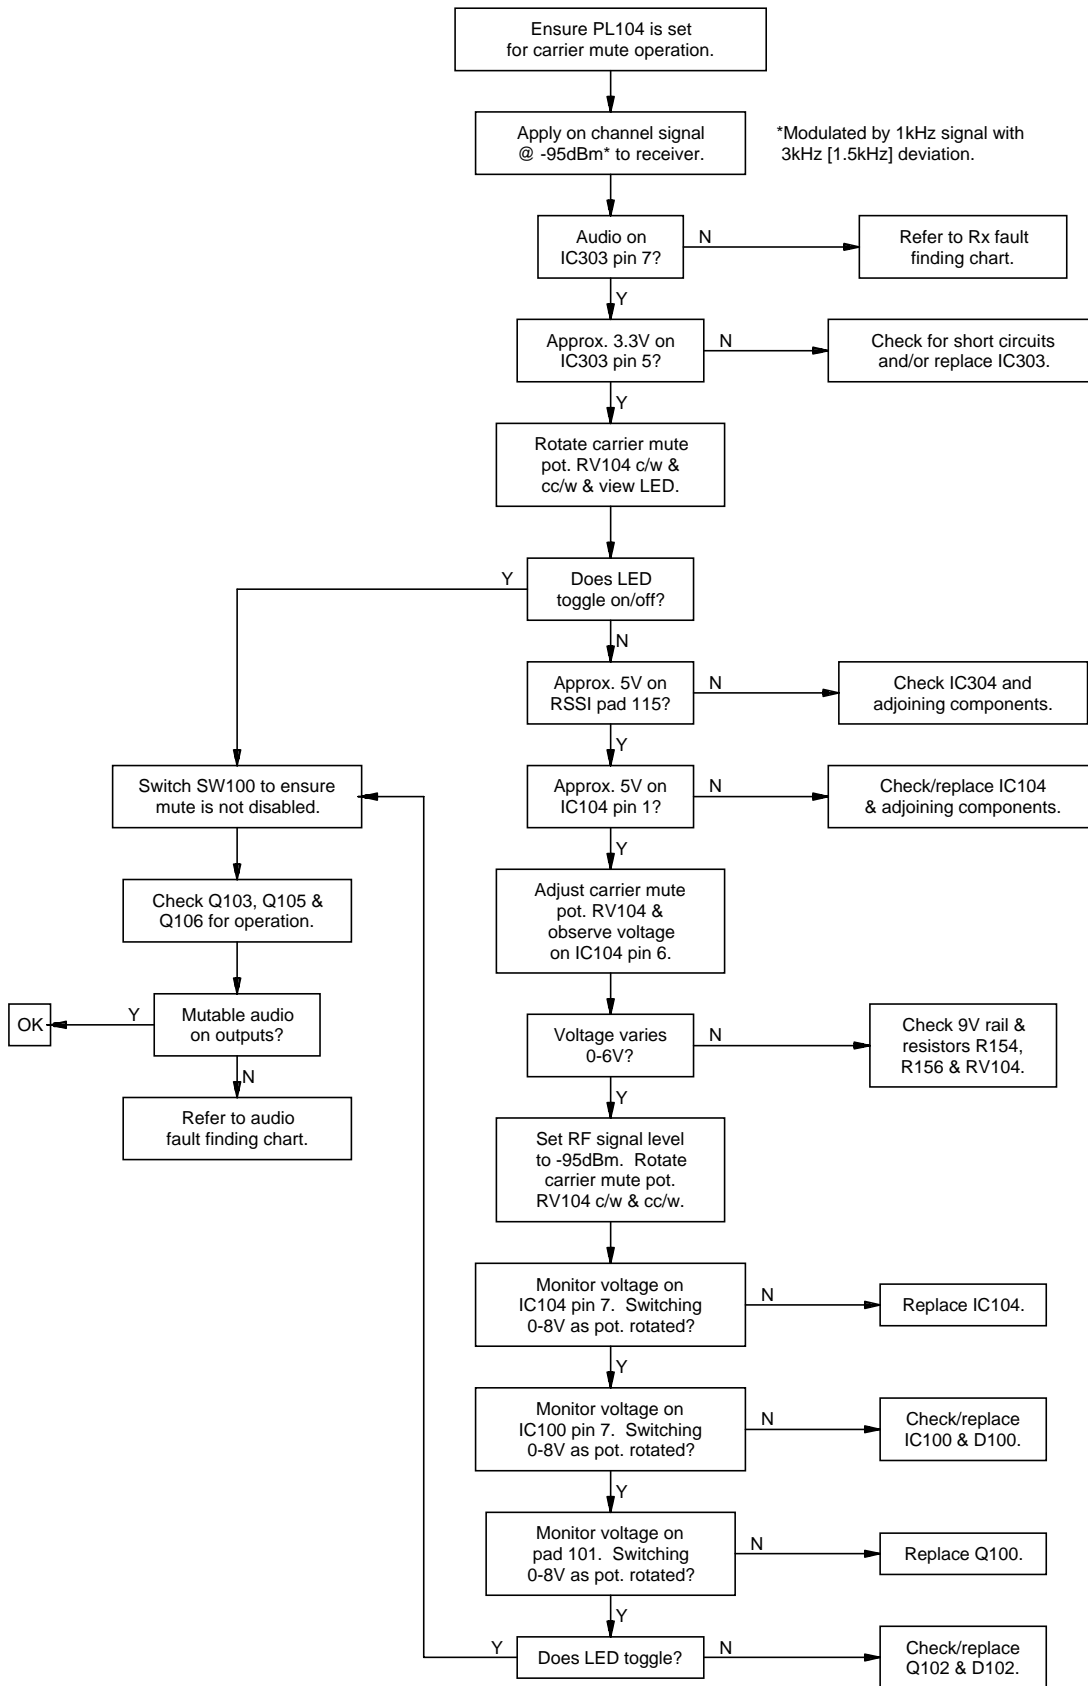 Ensure PL104 is set
for carrier mute operation.
Apply on channel signal
@ -95dBm* to receiver.
*Modulated by 1kHz signal with
3kHz [1.5kHz] deviation.
Audio on
IC303 pin 7?
N
Refer to Rx fault
finding chart.
Y
Approx. 3.3V on
IC303 pin 5?
N
Check for short circuits
and/or replace IC303.
Y
Rotate carrier mute
pot. RV104 c/w &
cc/w & view LED.
Y
Does LED
toggle on/off?
N
Approx. 5V on
RSSI pad 115?
N
Check IC304 and
adjoining components.
Y
Switch SW100 to ensure
mute is not disabled.
Approx. 5V on
IC104 pin 1?
N
Check/replace IC104
& adjoining components.
Y
Check Q103, Q105 &
Q106 for operation.
Adjust carrier mute
pot. RV104 &
observe voltage
on IC104 pin 6.
OK
Y
Mutable audio
on outputs?
N
Refer to audio
fault finding chart.
Voltage varies
0-6V?
N
Check 9V rail &
resistors R154,
R156 & RV104.
Y
Set RF signal level
to -95dBm. Rotate
carrier mute pot.
RV104 c/w & cc/w.
Monitor voltage on
IC104 pin 7. Switching
0-8V as pot. rotated?
N
Replace IC104.
Y
Monitor voltage on
IC100 pin 7. Switching
0-8V as pot. rotated?
N
Check/replace
IC100 & D100.
Y
Monitor voltage on
pad 101. Switching
0-8V as pot. rotated?
N
Replace Q100.
Y
Y
Does LED toggle?
N
Check/replace
Q102 & D102.